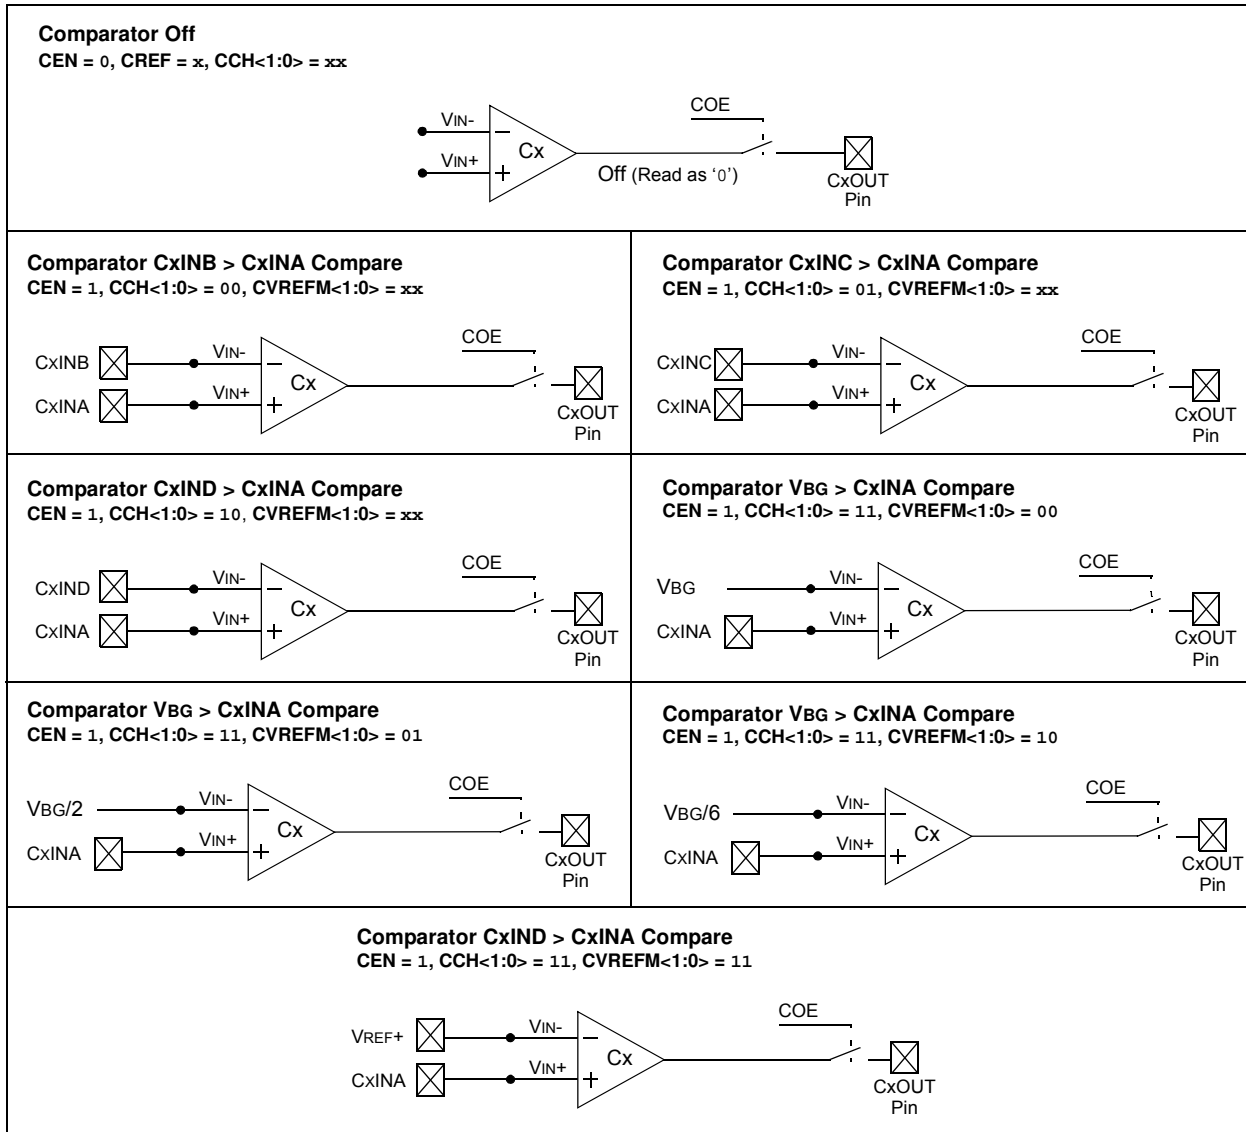 Comparator Off
CEN = 0, CREF = x, CCH<1:0> = xx
COE
VIN-
VIN+
Cx
Off (Read as ‘0’)
CxOUT
Pin
Comparator CxINB > CxINA Compare
CEN = 1, CCH<1:0> = 00, CVREFM<1:0> = xx
COE
CxINB
VIN-
Cx
CxINA
VIN+
CxOUT
Pin
Comparator CxINC > CxINA Compare
CEN = 1, CCH<1:0> = 01, CVREFM<1:0> = xx
COE
CxINC
VIN-
Cx
CxINA
VIN+
CxOUT
Pin
Comparator CxIND > CxINA Compare
CEN = 1, CCH<1:0> = 10, CVREFM<1:0> = xx
COE
CxIND
VIN-
Cx
CxINA
VIN+
CxOUT
Pin
Comparator VBG > CxINA Compare
CEN = 1, CCH<1:0> = 11, CVREFM<1:0> = 00
COE
VBG
VIN-
Cx
CxINA
VIN+
CxOUT
Pin
Comparator VBG > CxINA Compare
CEN = 1, CCH<1:0> = 11, CVREFM<1:0> = 01
COE
VBG/2
VIN-
Cx
CxINA
VIN+
CxOUT
Pin
Comparator VBG > CxINA Compare
CEN = 1, CCH<1:0> = 11, CVREFM<1:0> = 10
COE
VBG/6
VIN-
Cx
CxINA
VIN+
CxOUT
Pin
Comparator CxIND > CxINA Compare
CEN = 1, CCH<1:0> = 11, CVREFM<1:0> = 11
COE
VREF+
VIN-
Cx
CxINA
VIN+
CxOUT
Pin